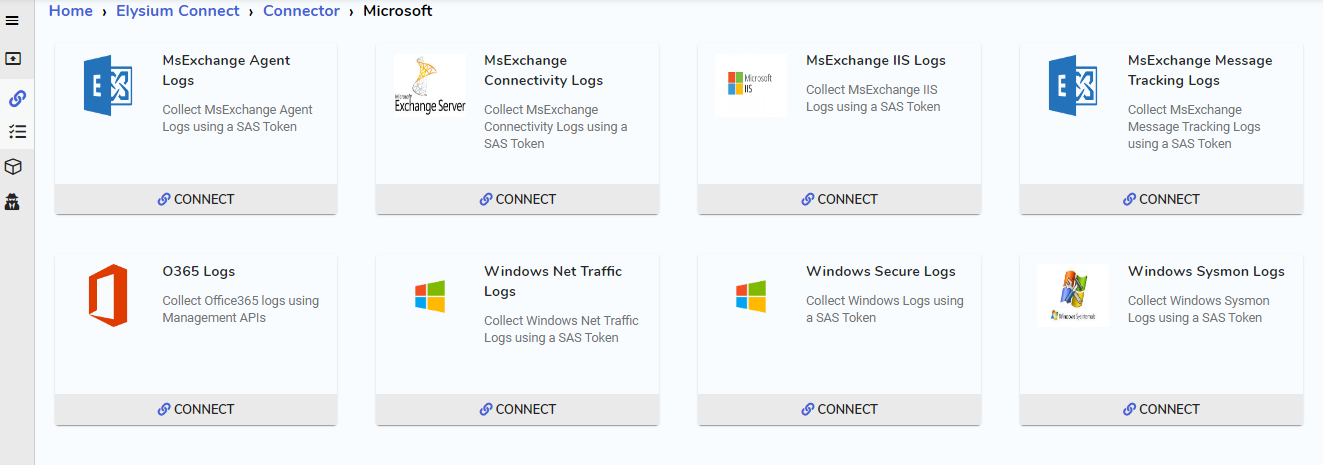 Home › Elysium Connect › Connector › Microsoft
MsExchange Agent
Logs
Collect MsExchange Agent
Logs using a SAS Token
CONNECT
Microsoft
Exchange Server
MsExchange
Connectivity Logs
Collect MsExchange
Connectivity Logs using a
SAS Token
CONNECT
Microsoft
IIS
MsExchange IIS Logs
Collect MsExchange IIS
Logs using a SAS Token
CONNECT
E
MsExchange Message
Tracking Logs
Collect MsExchange
Message Tracking Logs
using a SAS Token
CONNECT
O365 Logs
Collect Office365 logs using
Management APIs
CONNECT
Windows Net Traffic
Logs
Collect Windows Net Traffic
Logs using a SAS Token
CONNECT
Windows Secure Logs
Collect Windows Logs using
a SAS Token
CONNECT
Windows Sysinternals
Windows Sysmon Logs
Collect Windows Sysmon
Logs using a SAS Token
CONNECT